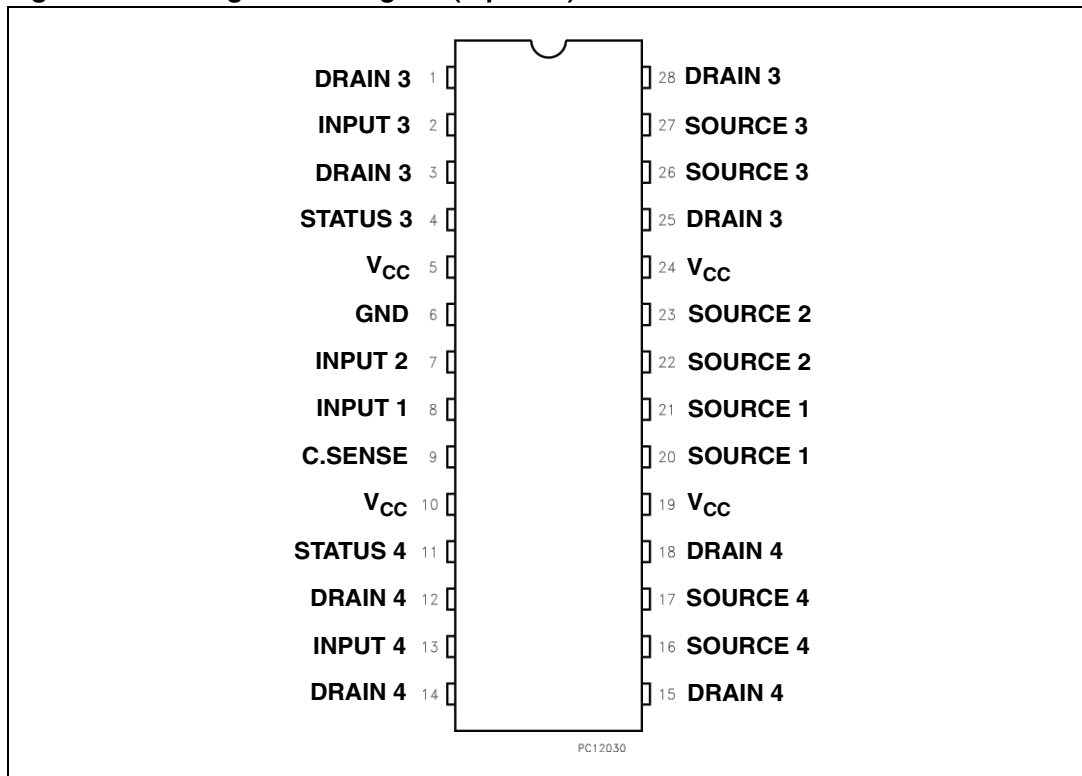 DRAIN 3 1 28 DRAIN 3
INPUT 3 2 27 SOURCE 3
DRAIN 3 3 26 SOURCE 3
STATUS 3 4 25 DRAIN 3
VCC 5 24 VCC
GND 6 23 SOURCE 2
INPUT 2 7 22 SOURCE 2
INPUT 1 8 21 SOURCE 1
C.SENSE 9 20 SOURCE 1
VCC 10 19 VCC
STATUS 4 11 18 DRAIN 4
DRAIN 4 12 17 SOURCE 4
INPUT 4 13 16 SOURCE 4
DRAIN 4 14 15 DRAIN 4
PC12030